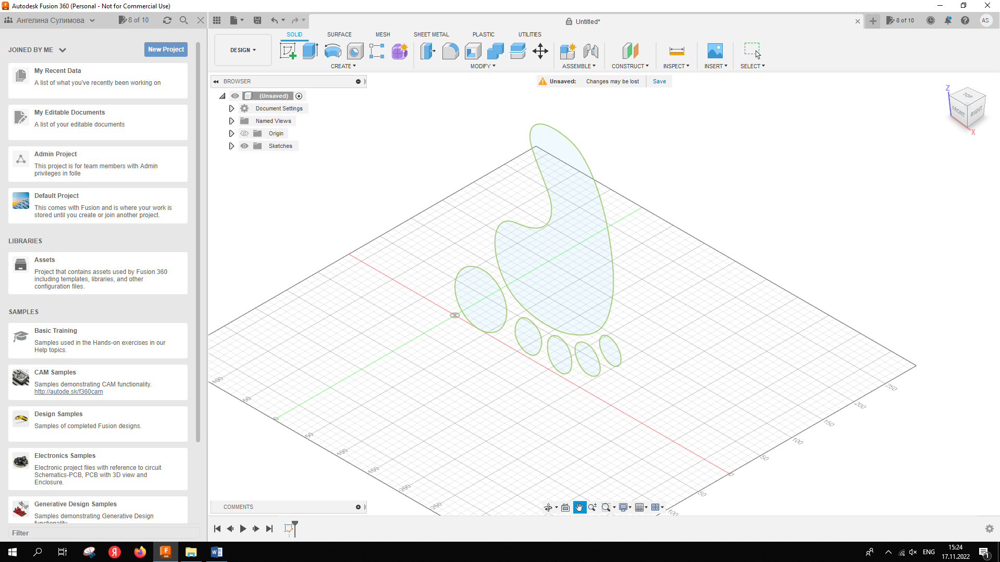 Autodesk Fusion 360 (Personal - Not for Commercial Use)
Ангелина Сулимова
8 of 10
Untitled*
8 of 10
AS
JOINED BY ME
New Project
My Recent Data
A list of what you've recently been working on
My Editable Documents
A list of your editable documents
Admin Project
This project is for team members with Admin
privileges in folle
Default Project
This comes with Fusion and is where your work is
stored until you create or join another project.
LIBRARIES
Assets
Project that contains assets used by Fusion 360
including templates, libraries, and other
configuration files.
SAMPLES
Basic Training
Samples used in the Hands-on exercises in our
Help topics.
CAM Samples
Samples demonstrating CAM functionality.
http://autode.sk/f360cam
Design Samples
Samples of completed Fusion designs.
Electronics Samples
Electronic project files with reference to circuit
Schematics-PCB, PCB with 3D view and
Enclosure.
Generative Design Samples
Samples demonstrating Generative Design
functionality
Filter
DESIGN
SOLID
SURFACE
MESH
SHEET METAL
PLASTIC
UTILITIES
CREATE
MODIFY
ASSEMBLE
CONSTRUCT
INSPECT
INSERT
SELECT
BROWSER
Unsaved:
Changes may be lost
Save
(Unsaved)
Document Settings
Named Views
Origin
Sketches
Z
TOP
FRONT
RIGHT
X
100
50
0
50
100
150
200
250
250
200
150
100
50
0
50
100
COMMENTS
Я
F
360
W
ENG
15:24
17.11.2022
1